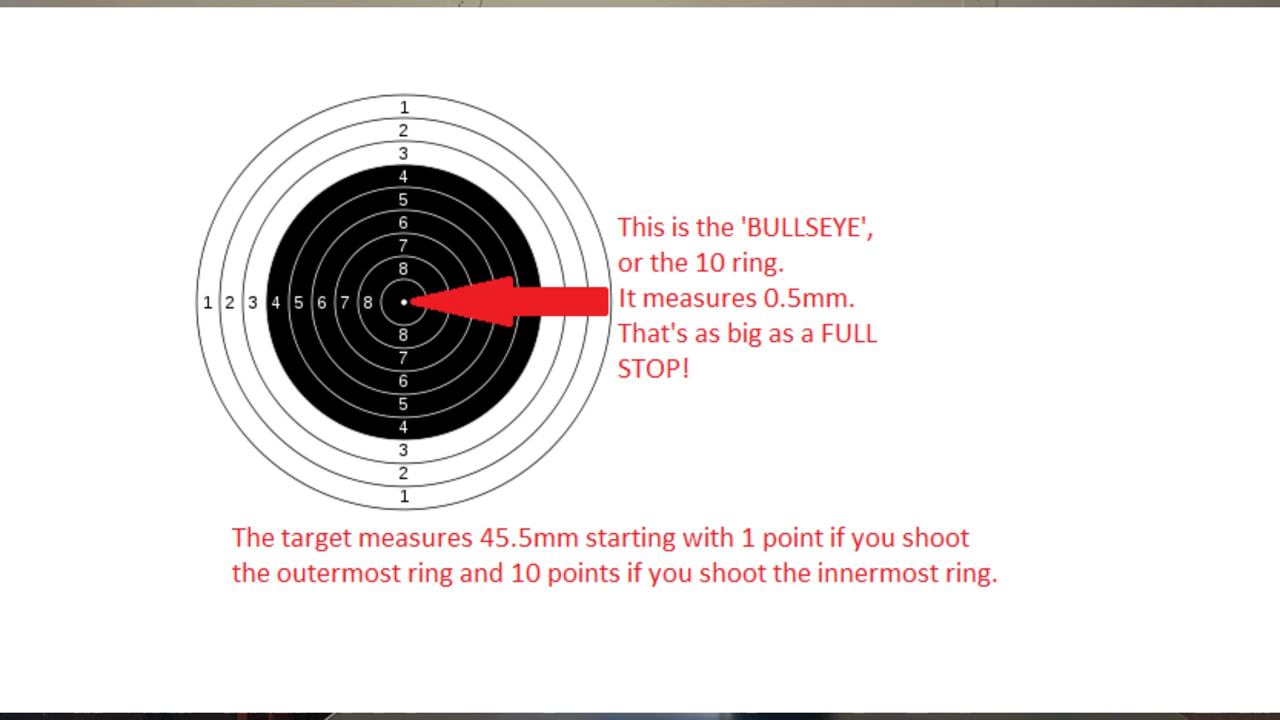 1
2
3
4
5
6
7
8
1 2 3 4 5 6 7 8
8
7
6
5
4
3
2
1
This is the 'BULLSEYE',
or the 10 ring.
It measures 0.5mm.
That's as big as a FULL
STOP!
The target measures 45.5mm starting with 1 point if you shoot
the outermost ring and 10 points if you shoot the innermost ring.